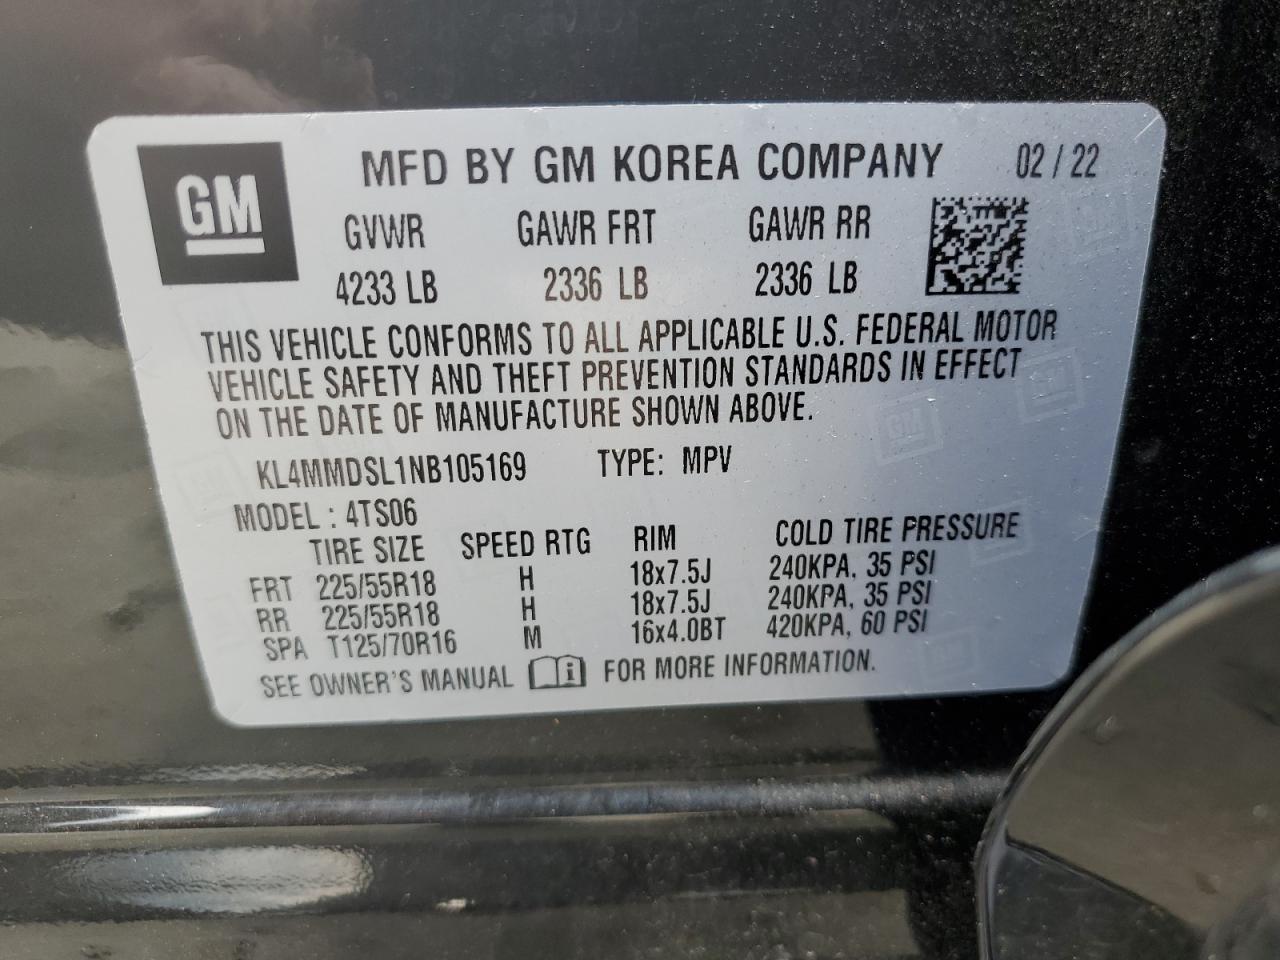 GM MFD BY GM KOREA COMPANY 02 / 22
GVWR GAWR FRT GAWR RR
4233 LB 2336 LB 2336 LB
THIS VEHICLE CONFORMS TO ALL APPLICABLE U.S. FEDERAL MOTOR
VEHICLE SAFETY AND THEFT PREVENTION STANDARDS IN EFFECT
ON THE DATE OF MANUFACTURE SHOWN ABOVE.
KL4MMDSL1NB105169 TYPE: MPV
MODEL : 4TS06
TIRE SIZE SPEED RTG RIM COLD TIRE PRESSURE
FRT 225/55R18 H 18x7.5J 240KPA, 35 PSI
RR 225/55R18 H 18x7.5J 240KPA, 35 PSI
SPA T125/70R16 M 16x4.0BT 420KPA, 60 PSI
SEE OWNER'S MANUAL i FOR MORE INFORMATION.